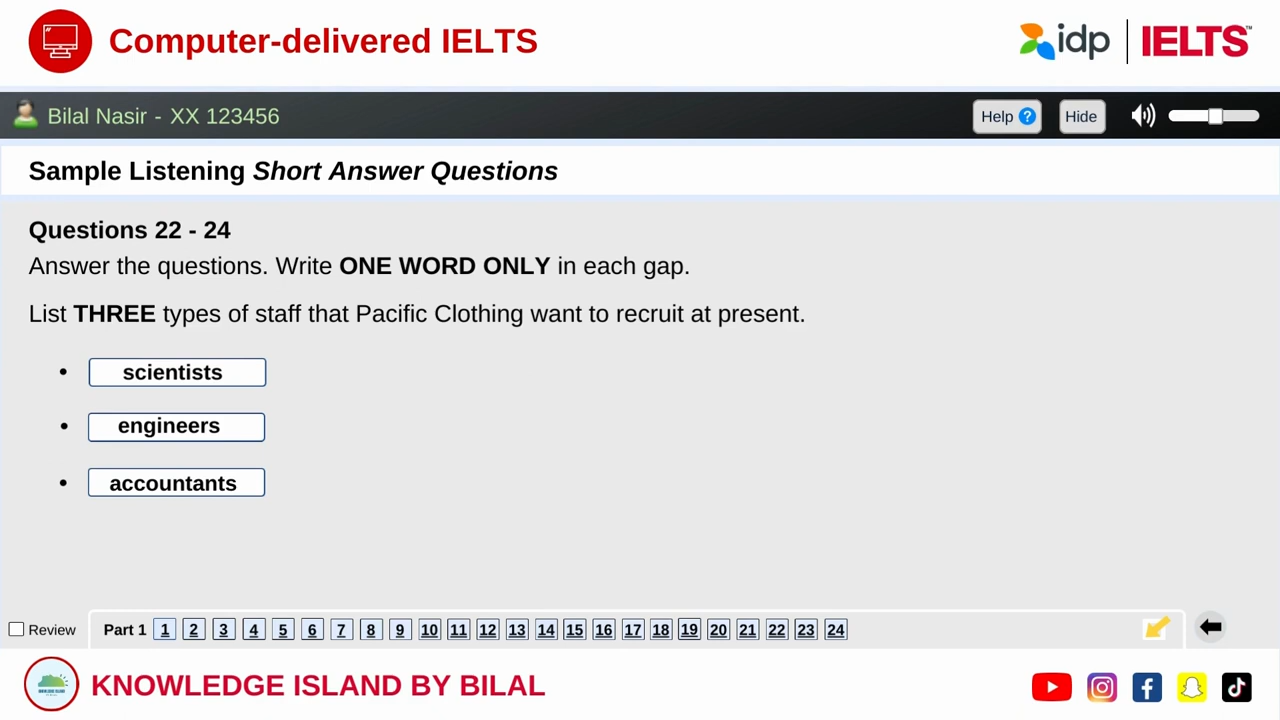 Computer-delivered IELTS
idp
IELTS™
Bilal Nasir - XX 123456
Help ?
Hide
Sample Listening Short Answer Questions
Questions 22 - 24
Answer the questions. Write ONE WORD ONLY in each gap.
List THREE types of staff that Pacific Clothing want to recruit at present.
• scientists
• engineers
• accountants
Review
Part 1 1 2 3 4 5 6 7 8 9 10 11 12 13 14 15 16 17 18 19 20 21 22 23 24
KNOWLEDGE ISLAND BY BILAL